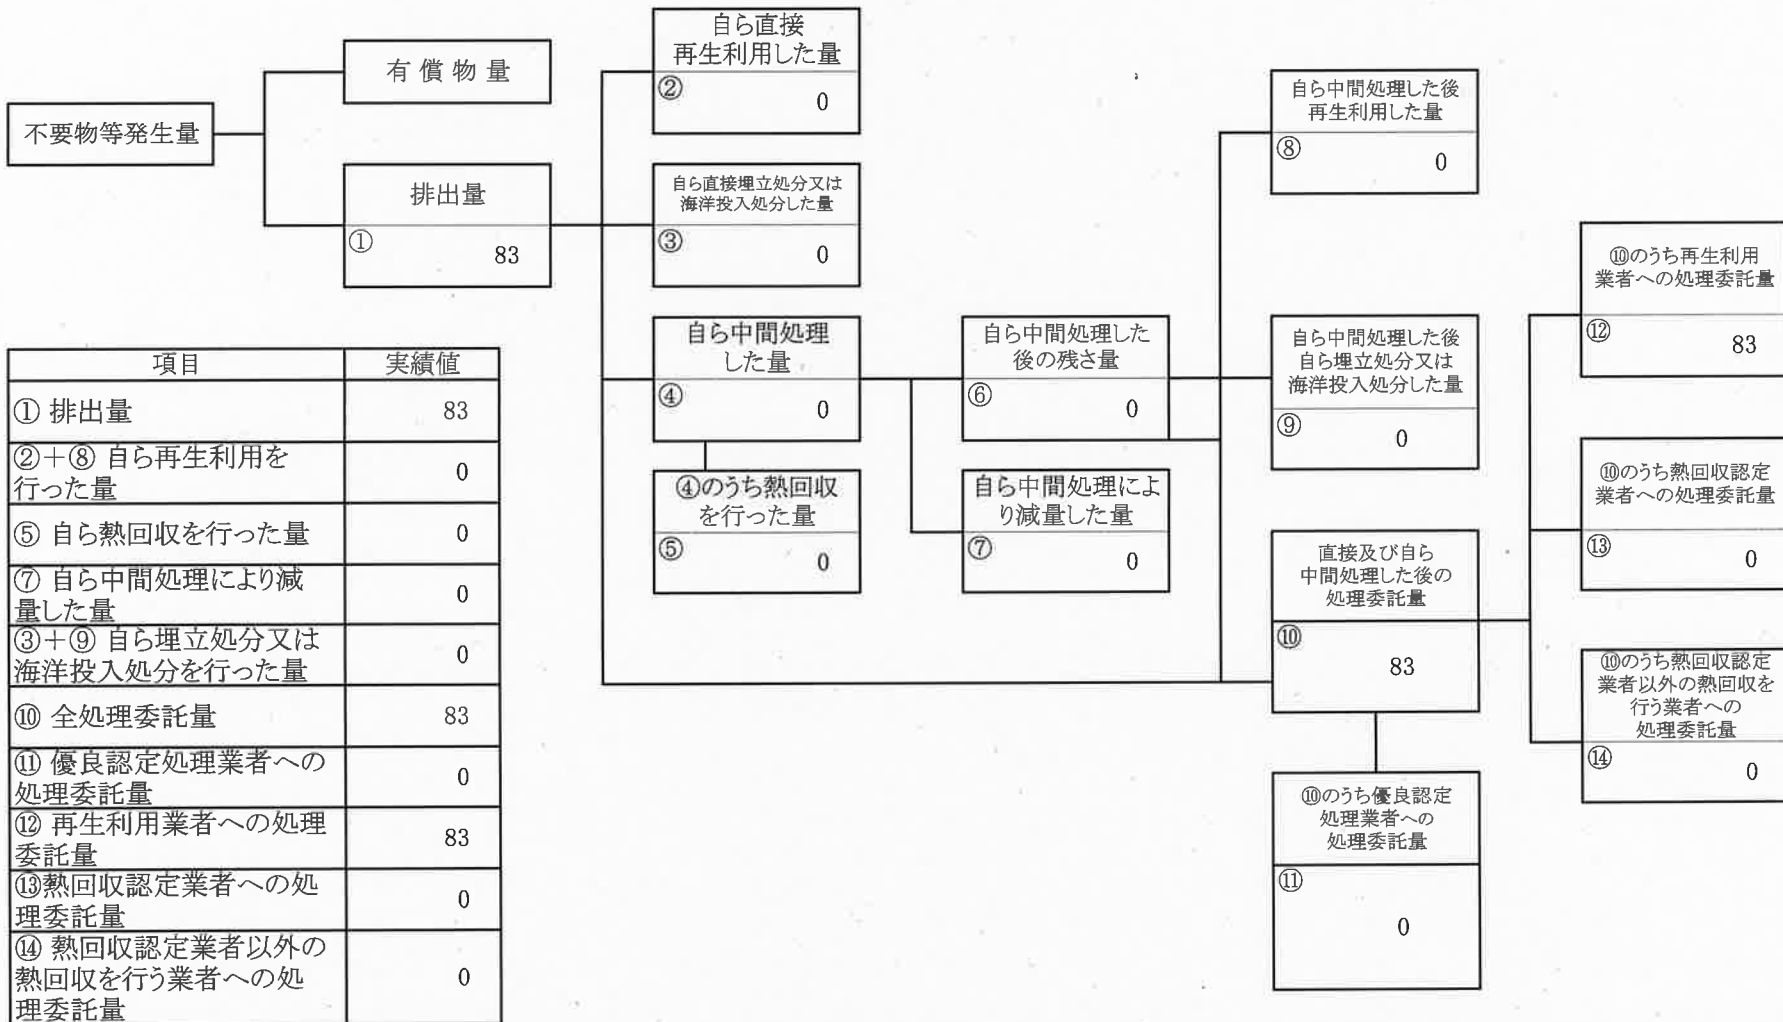 不要物等発生量
有償物量
排出量
①
83
自ら直接
再生利用した量
②
0
自ら直接埋立処分又は
海洋投入処分した量
③
0
自ら中間処理
した量
④
0
④のうち熱回収
を行った量
⑤
0
自ら中間処理した
後の残さ量
⑥
0
自ら中間処理によ
り減量した量
⑦
0
自ら中間処理した後
再生利用した量
⑧
0
自ら中間処理した後
自ら埋立処分又は
海洋投入処分した量
⑨
0
直接及び自ら
中間処理した後の
処理委託量
⑩
83
⑩のうち優良認定
処理業者への
処理委託量
⑪
0
⑩のうち再生利用
業者への処理委託量
⑫
83
⑩のうち熱回収認定
業者への処理委託量
⑬
0
⑩のうち熱回収認定
業者以外の熱回収を
行う業者への
処理委託量
⑭
0
項目 実績値
① 排出量 83
②+⑧ 自ら再生利用を
行った量 0
⑤ 自ら熱回収を行った量 0
⑦ 自ら中間処理により減
量した量 0
③+⑨ 自ら埋立処分又は
海洋投入処分を行った量 0
⑩ 全処理委託量 83
⑪ 優良認定処理業者への
処理委託量 0
⑫ 再生利用業者への処理
委託量 83
⑬熱回収認定業者への処
理委託量 0
⑭ 熱回収認定業者以外の
熱回収を行う業者への処
理委託量 0